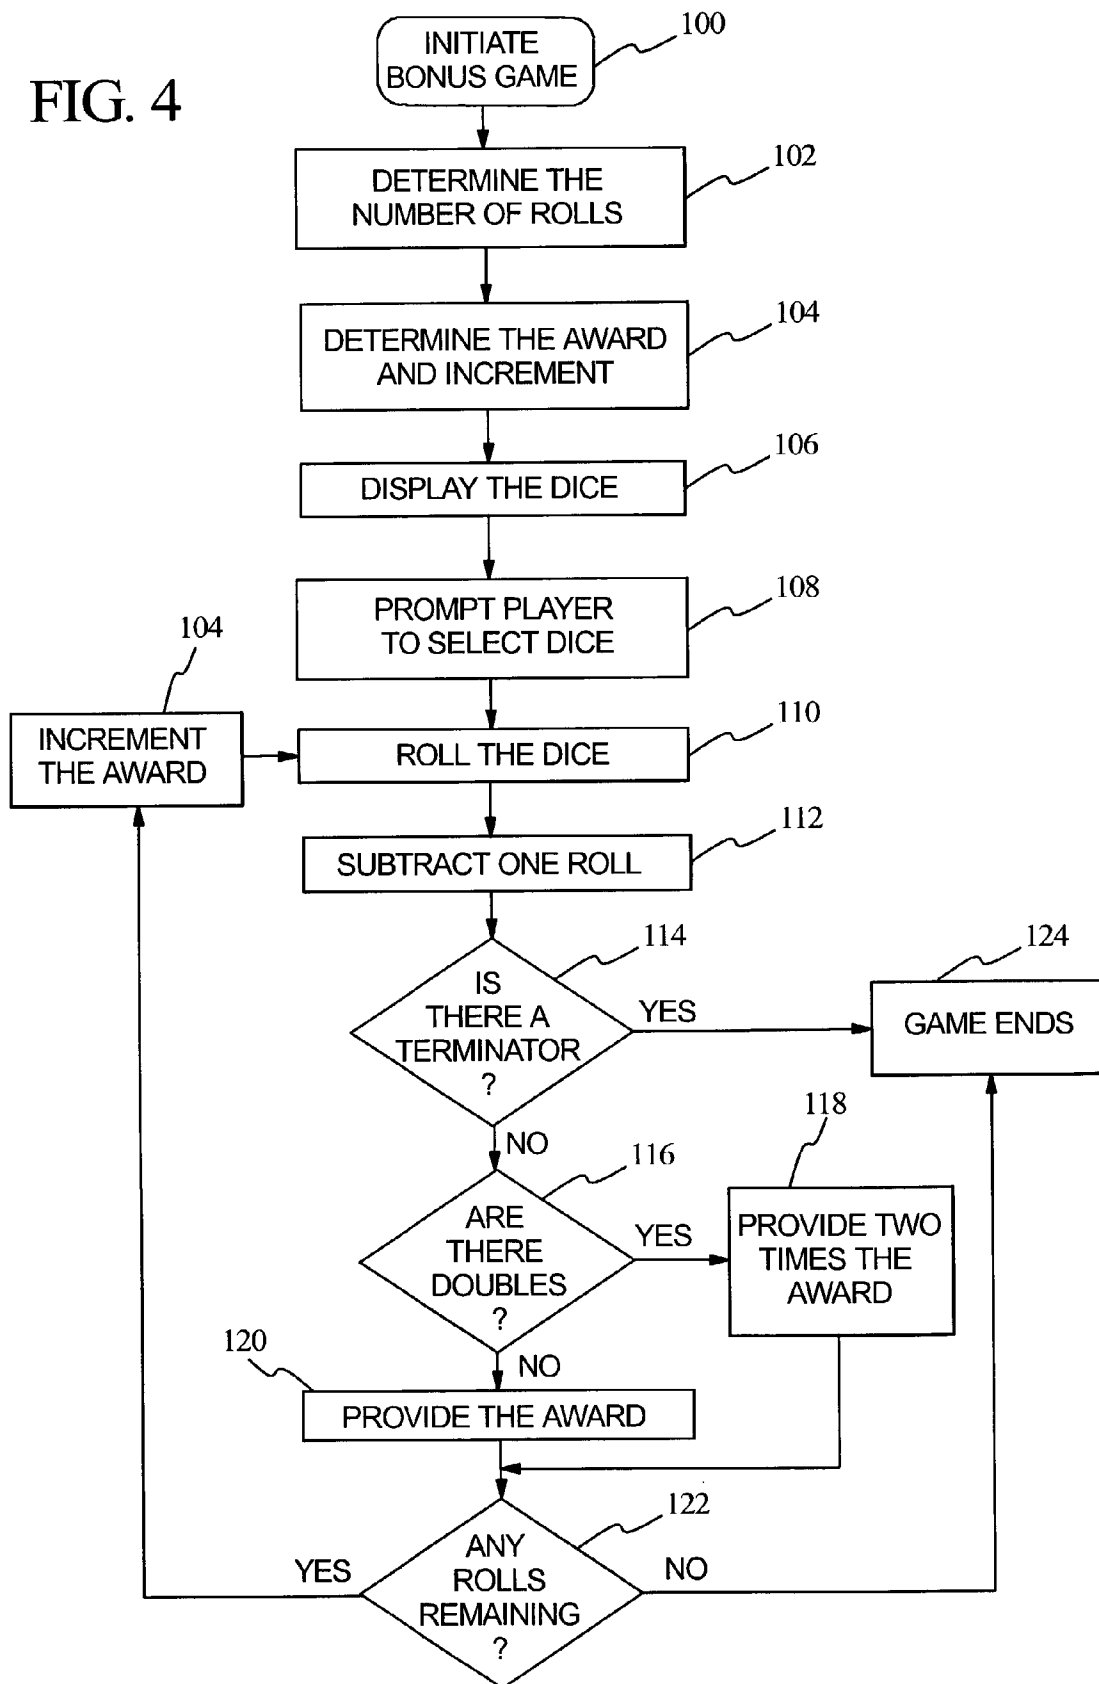 FIG. 4
INITIATE
BONUS GAME
100
DETERMINE THE
NUMBER OF ROLLS
102
DETERMINE THE AWARD
AND INCREMENT
104
DISPLAY THE DICE
106
PROMPT PLAYER
TO SELECT DICE
108
104
INCREMENT
THE AWARD
ROLL THE DICE
110
SUBTRACT ONE ROLL
112
IS
THERE A
TERMINATOR
?
114
YES
GAME ENDS
124
NO
ARE
THERE
DOUBLES
?
116
YES
PROVIDE TWO
TIMES THE
AWARD
118
NO
120
PROVIDE THE AWARD
ANY
ROLLS
REMAINING
?
122
YES
NO